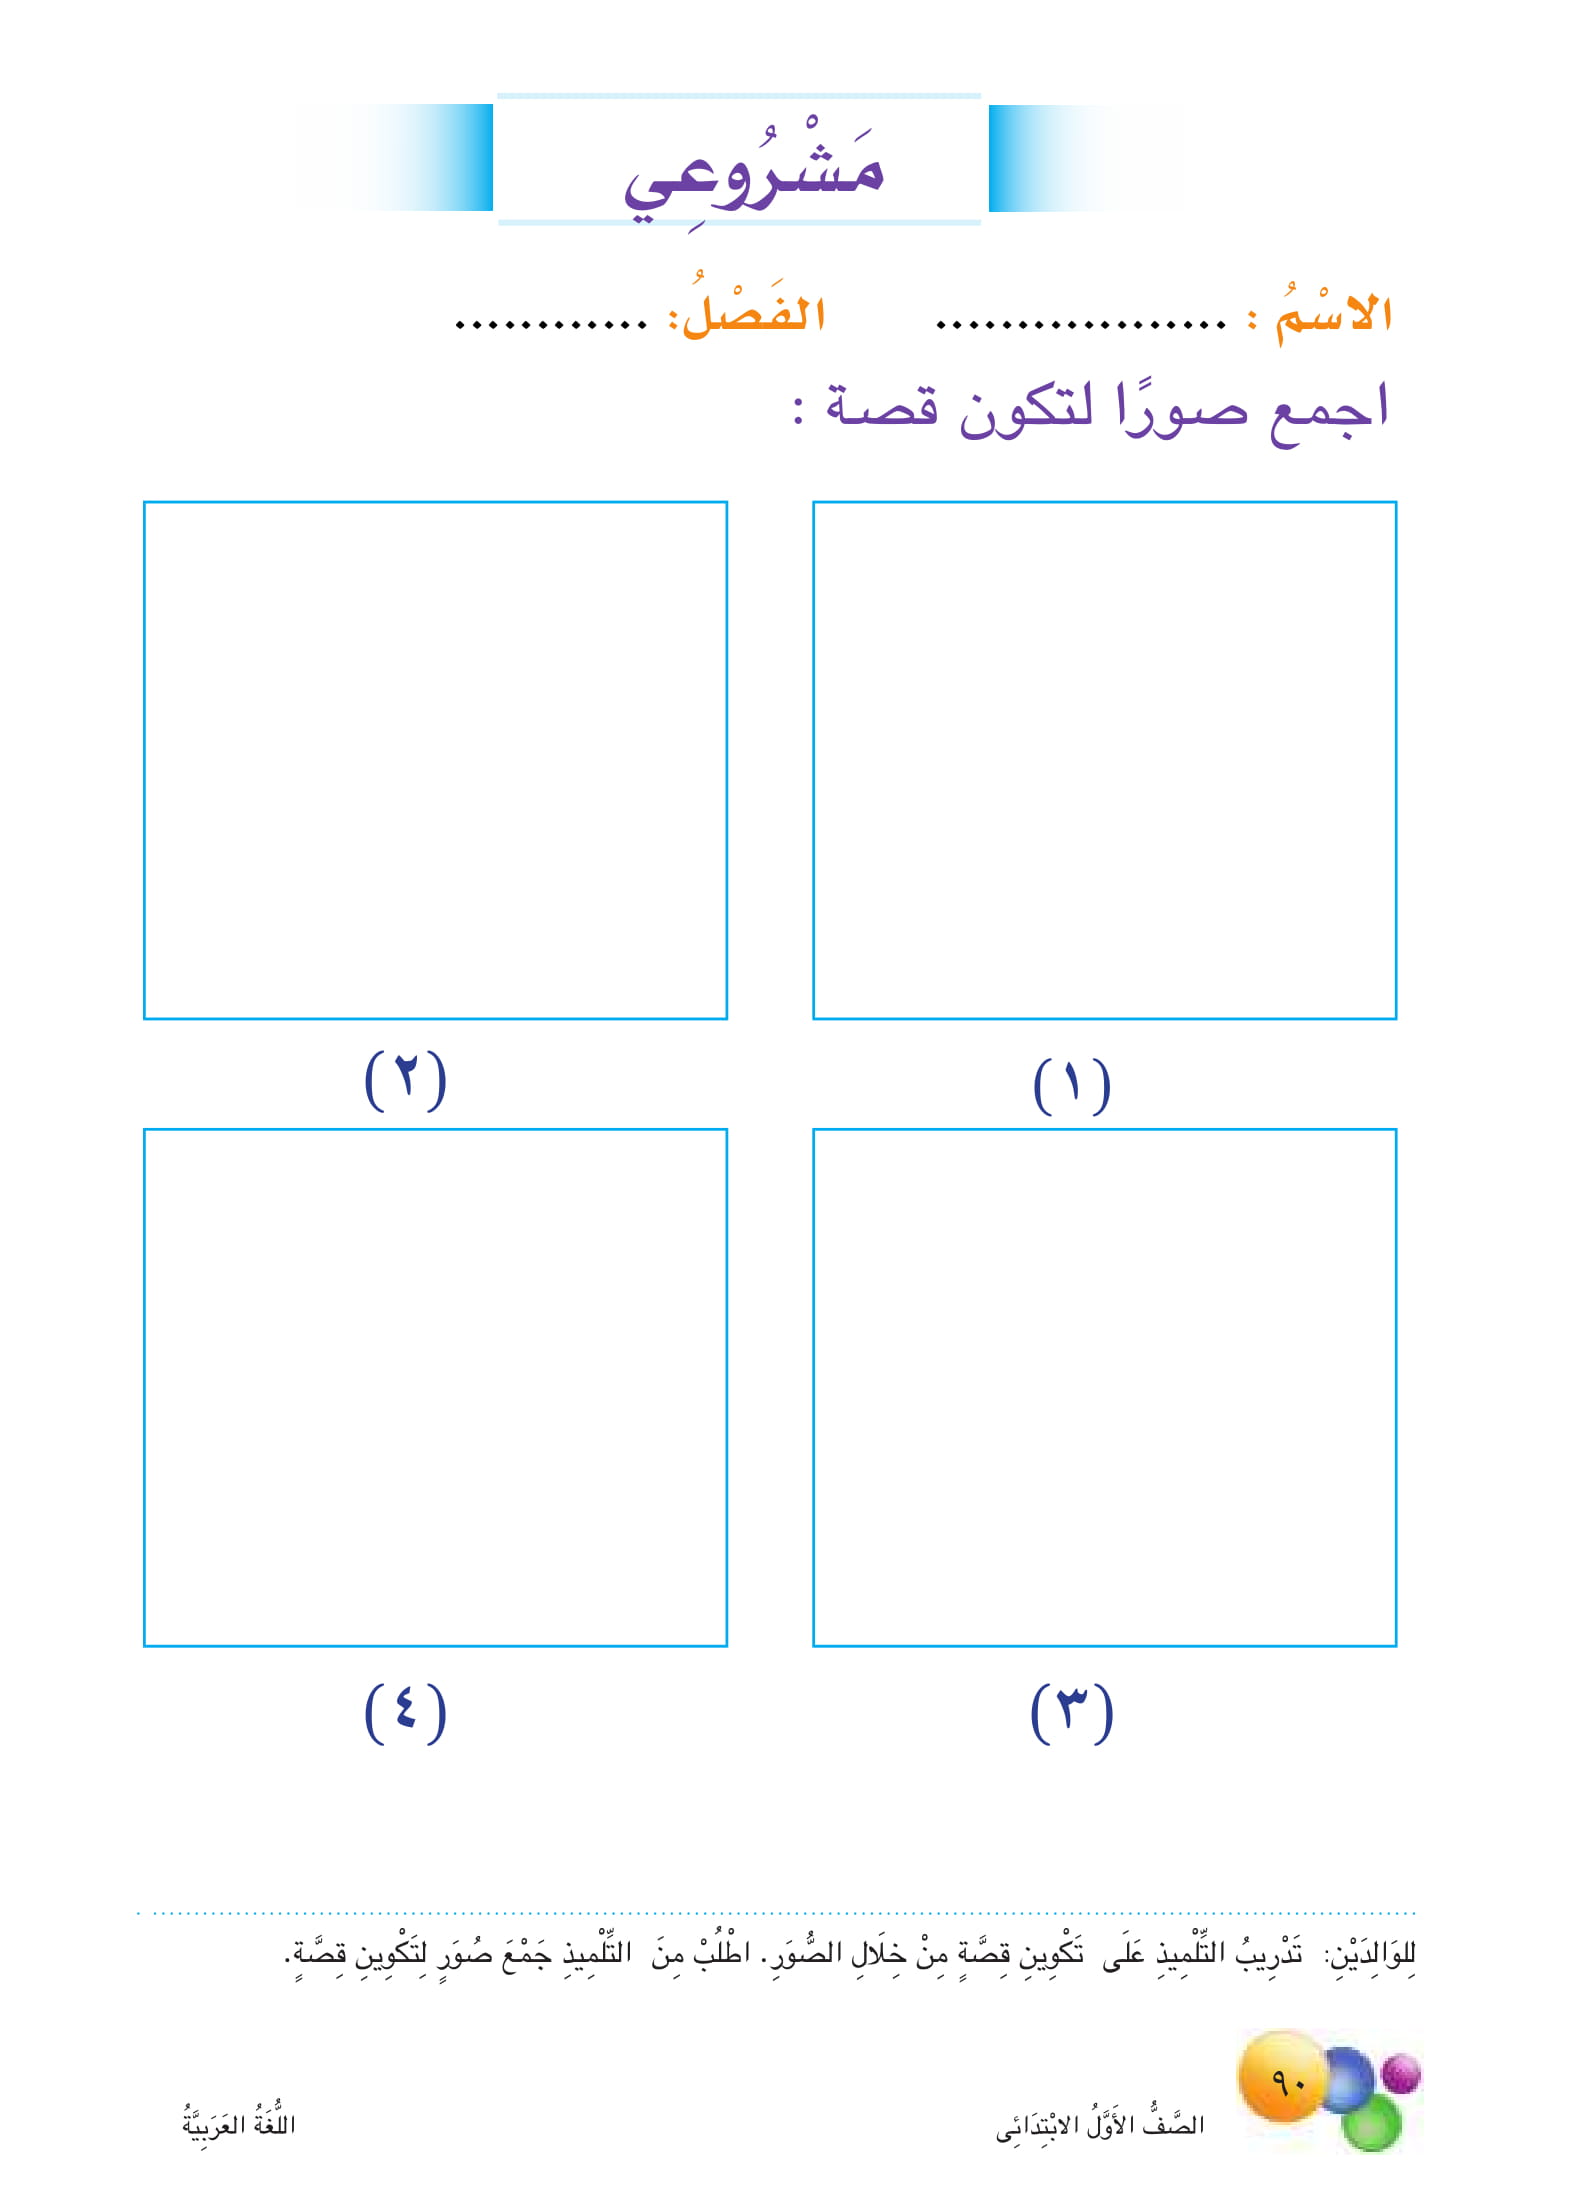 مَشْرُوعِي
الاسْمُ : .................. الفَصْلُ: ............
اجمع صورًا لتكون قصة :
(١) (٢)
(٣) (٤)
لِلوَالِدَيْنِ: تَدْرِيبُ التِّلْمِيذِ عَلَى تَكْوِينِ قِصَّةٍ مِنْ خِلَالِ الصُّوَرِ. اطْلُبْ مِنَ التِّلْمِيذِ جَمْعَ صُوَرٍ لِتَكْوِينِ قِصَّةٍ.
٩٠
الصَّفُّ الأَوَّلُ الابْتِدَائِى اللُّغَةُ العَرَبِيَّةُ